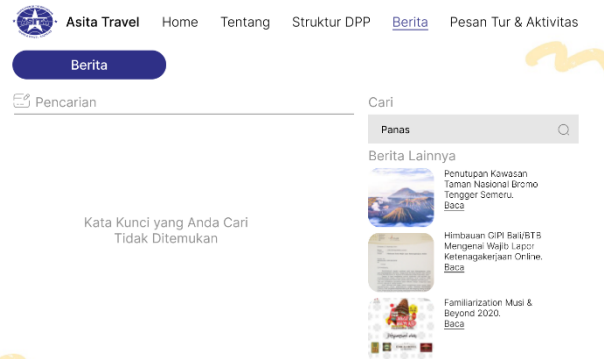 Asita Travel Home Tentang Struktur DPP Berita Pesan Tur & Aktivitas
Berita
Pencarian
Kata Kunci yang Anda Cari
Tidak Ditemukan
Cari
Panas
Berita Lainnya
Penutupan Kawasan
Taman Nasional Bromo
Tengger Semeru.
Baca
Himbauan GIPI Bali/BTB
Mengenai Wajib Lapor
Ketenagakerjaan Online.
Baca
Familiarization Musi &
Beyond 2020.
Baca